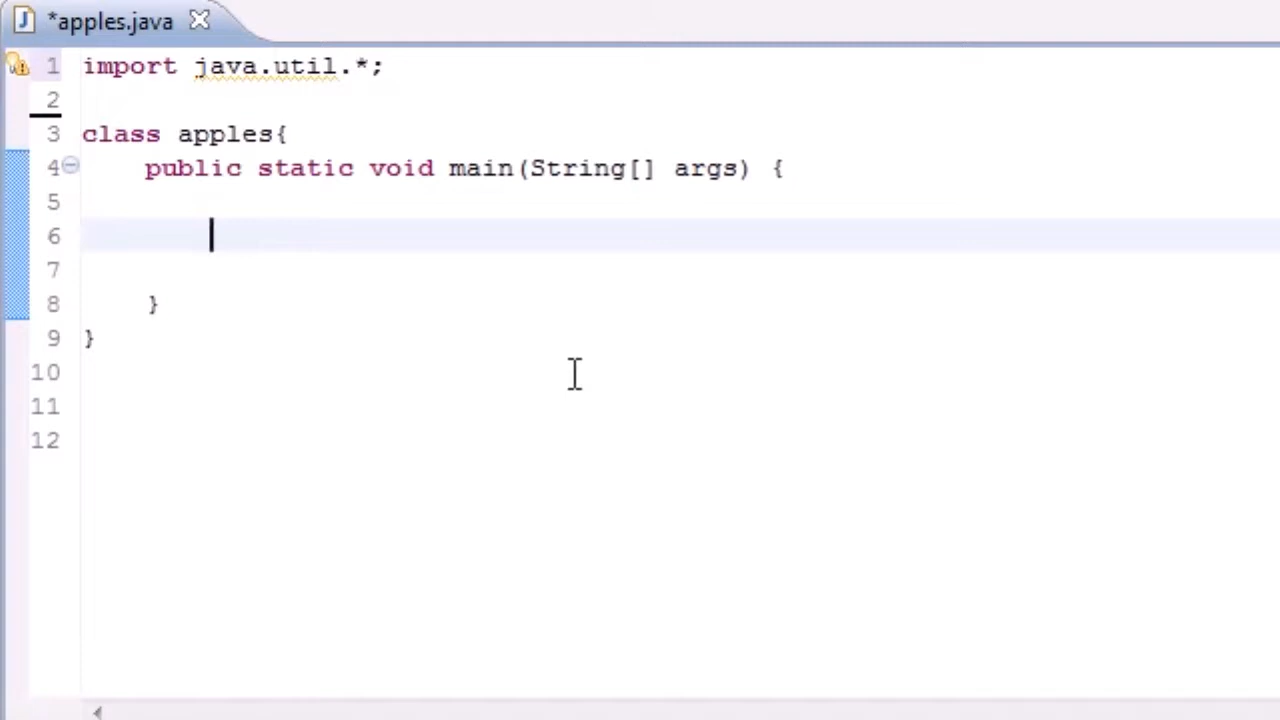 *apples.java
1 import java.util.*;
2
3 class apples{
4 public static void main(String[] args) {
5
6
7
8 }
9 }
10
11
12